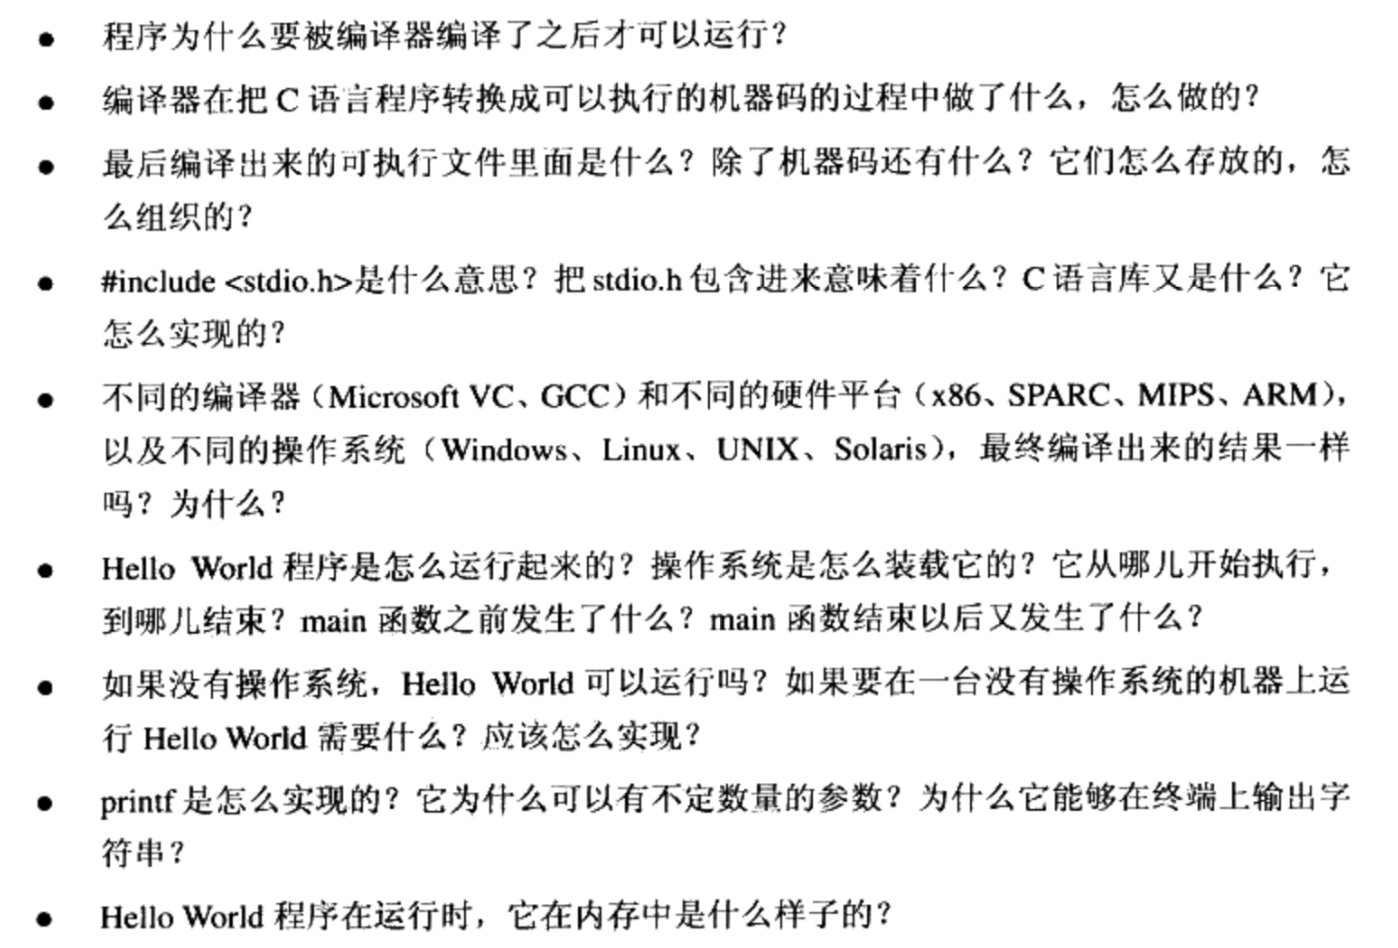 ● 程序为什么要被编译器编译了之后才可以运行？
● 编译器在把 C 语言程序转换成可以执行的机器码的过程中做了什么，怎么做的？
● 最后编译出来的可执行文件里面是什么？除了机器码还有什么？它们怎么存放的，怎
么组织的？
● #include <stdio.h>是什么意思？把 stdio.h 包含进来意味着什么？C 语言库又是什么？它
怎么实现的？
● 不同的编译器（Microsoft VC、GCC）和不同的硬件平台（x86、SPARC、MIPS、ARM），
以及不同的操作系统（Windows、Linux、UNIX、Solaris），最终编译出来的结果一样
吗？为什么？
● Hello World 程序是怎么运行起来的？操作系统是怎么装载它的？它从哪儿开始执行，
到哪儿结束？main 函数之前发生了什么？main 函数结束以后又发生了什么？
● 如果没有操作系统，Hello World 可以运行吗？如果要在一台没有操作系统的机器上运
行 Hello World 需要什么？应该怎么实现？
● printf 是怎么实现的？它为什么可以有不定数量的参数？为什么它能够在终端上输出字
符串？
● Hello World 程序在运行时，它在内存中是什么样子的？